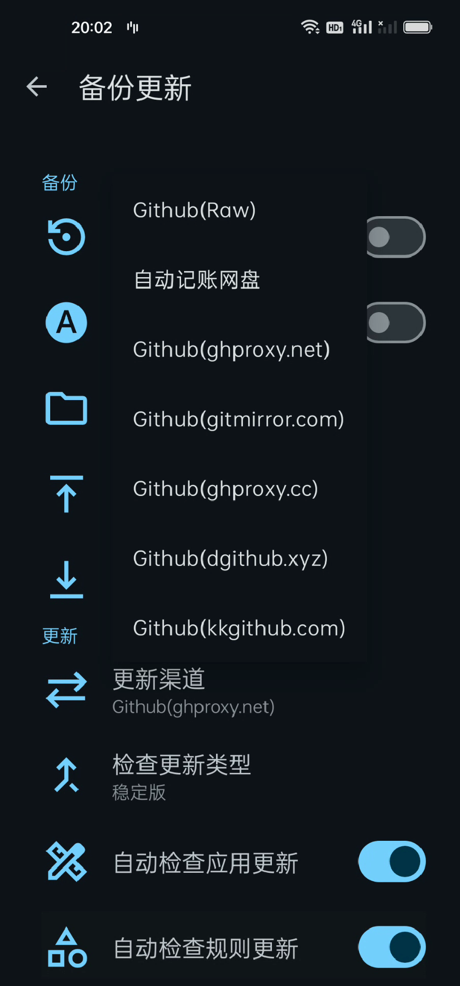 20:02
HD1 4G
备份更新
备份
Github(Raw)
自动记账网盘
A
Github(ghproxy.net)
Github(gitmirror.com)
Github(ghproxy.cc)
Github(dgithub.xyz)
Github(kkgithub.com)
更新
更新渠道
Github(ghproxy.net)
检查更新类型
稳定版
自动检查应用更新
自动检查规则更新